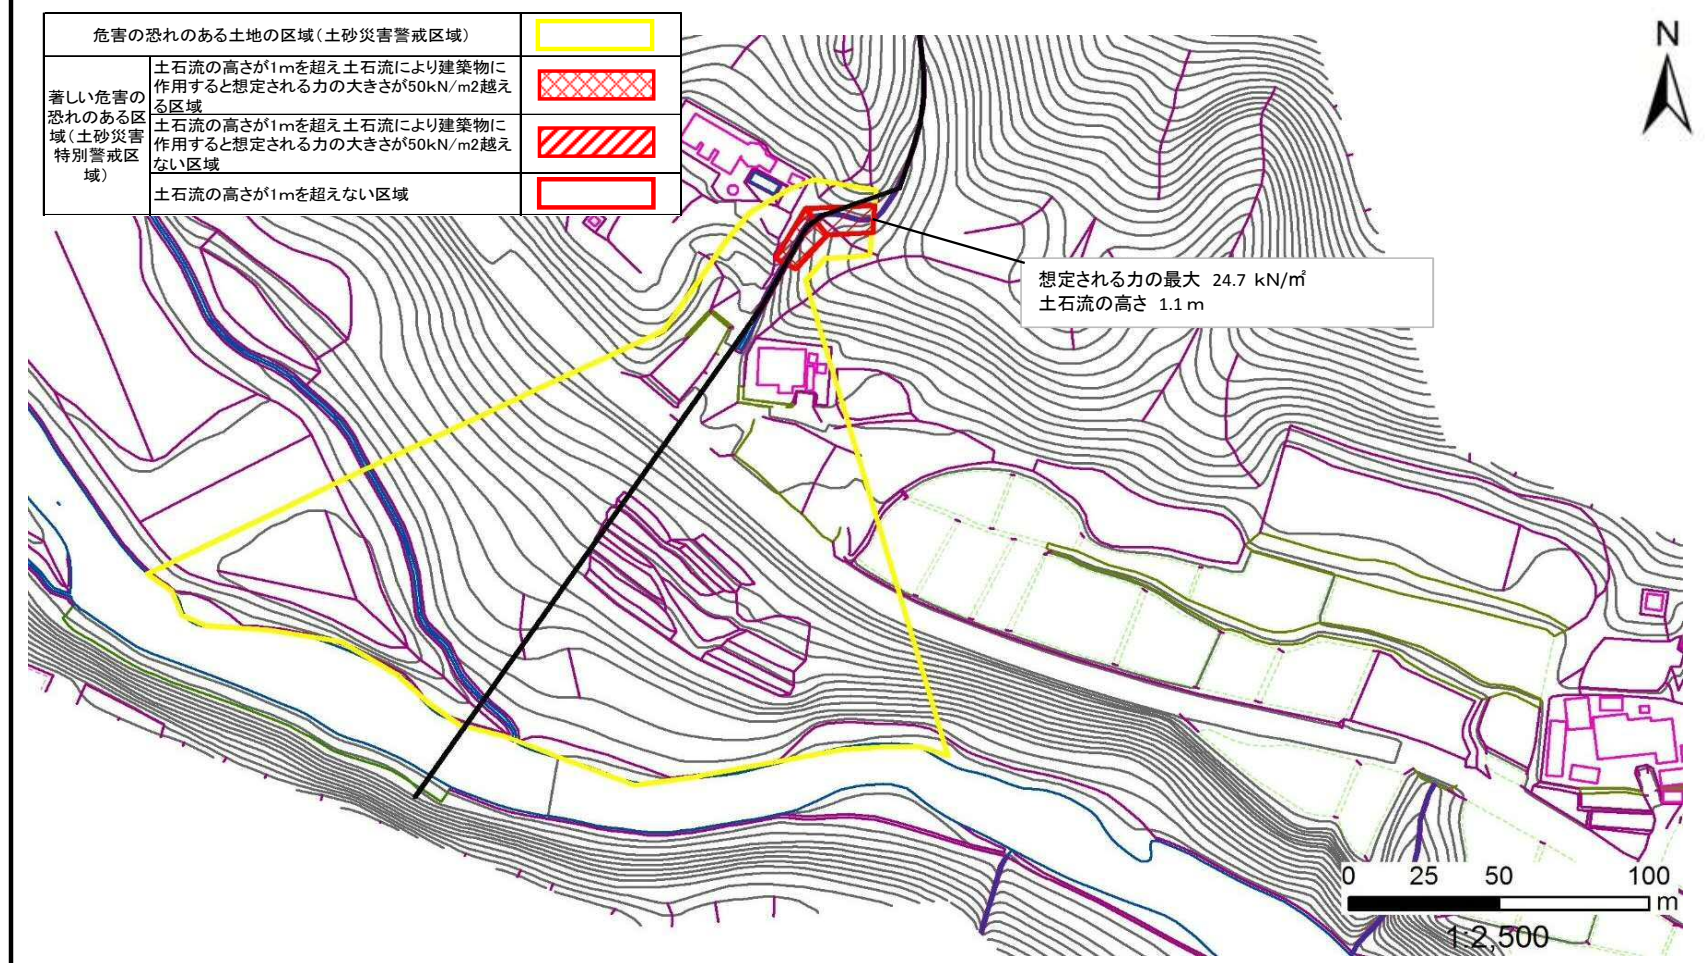 危害の恐れのある土地の区域(土砂災害警戒区域)
著しい危害の
恐れのある区
域(土砂災害
特別警戒区
域)
土石流の高さが1mを超え土石流により建築物に
作用すると想定される力の大きさが50kN/m2越え
る区域
土石流の高さが1mを超え土石流により建築物に
作用すると想定される力の大きさが50kN/m2越え
ない区域
土石流の高さが1mを超えない区域
N
想定される力の最大 24.7 kN/㎡
土石流の高さ 1.1 m
0 25 50 100
m
1:2,500